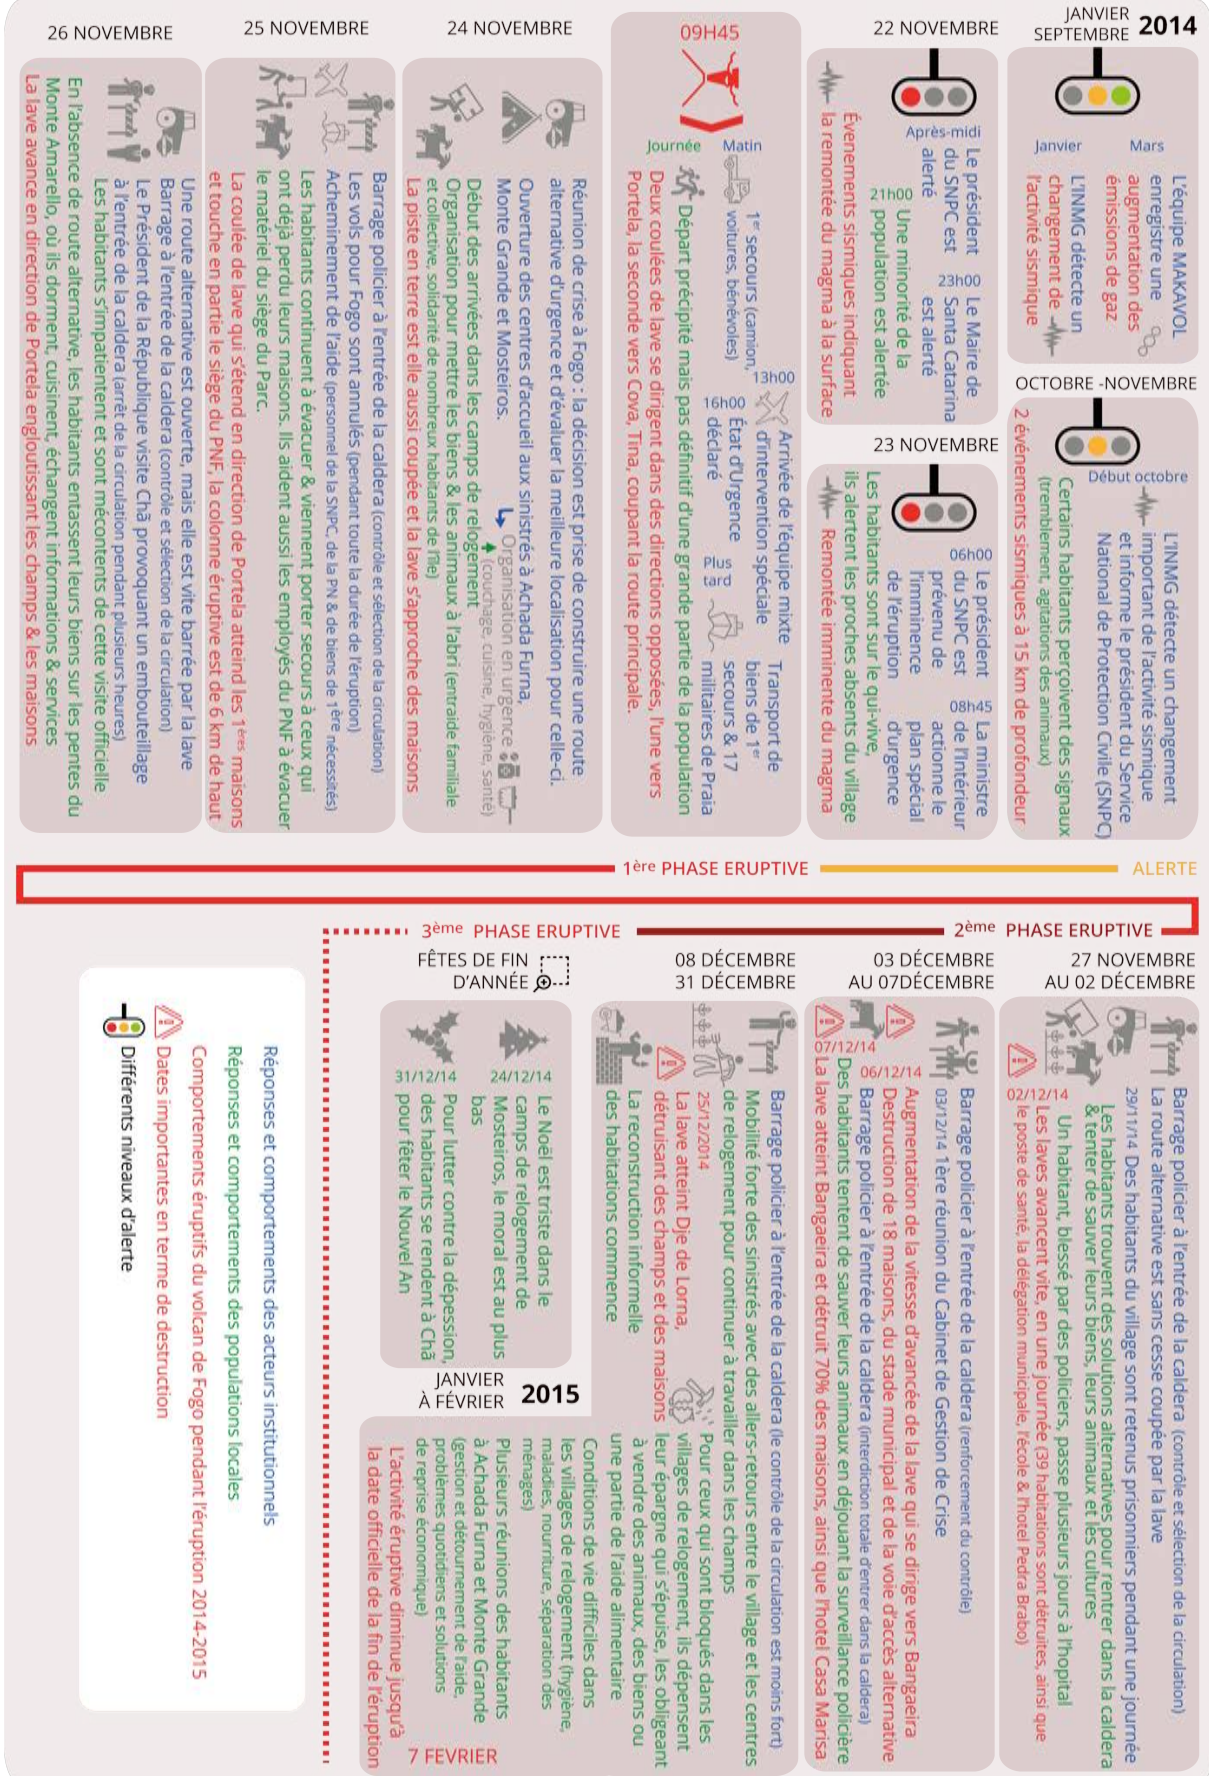 JANVIER
SEPTEMBRE
2014
Mars
L'équipe MAKAVOL
enregistre une
augmentation des
émissions de gaz
Janvier
L'INMG détecte un
changement de
l'activité sismique
OCTOBRE -NOVEMBRE
Début octobre
L'INMG détecte un changement
important de l'activité sismique
et informe le président du Service
National de Protection Civile (SNPC)
Certains habitants perçoivent des signaux
(tremblement, agitations des animaux)
2 événements sismiques à 15 km de profondeur
22 NOVEMBRE
Après-midi
Le président
du SNPC est
alerté
23h00
Le Maire de
Santa Catarina
est alerté
21h00
Une minorité de la
population est alertée
Évenements sismiques indiquant
la remontée du magma à la surface
23 NOVEMBRE
06h00
Le président
du SNPC est
prévenu de
l'imminence
de l'éruption
08h45
La ministre
de l'Intérieur
actionne le
plan spécial
d'urgence
Les habitants sont sur le qui-vive,
ils alertent les proches absents du village
Remontée imminente du magma
09H45
Matin
1er secours (camion,
voitures, bénévoles)
13h00
Arrivée de l'équipe mixte
d'intervention spéciale
16h00
État d'Urgence
déclaré
Plus
tard
Transport de
biens de 1er
secours & 17
militaires de Praia
Journée
Départ précipité mais pas définitif d'une grande partie de la population
Deux coulées de lave se dirigent dans des directions opposées, l'une vers
Portela, la seconde vers Cova, Tina, coupant la route principale.
24 NOVEMBRE
Réunion de crise à Fogo : la décision est prise de construire une route
alternative d'urgence et d'évaluer la meilleure localisation pour celle-ci.
Ouverture des centres d'accueil aux sinistrés à Achada Furna,
Monte Grande et Mosteiros.
Organisation en urgence
(couchage, cuisine, hygiène, santé)
Début des arrivées dans les camps de relogement
Organisation pour mettre les biens & les animaux à l'abri (entraide familiale
et collective, solidarité de nombreux habitants de l'île)
La piste en terre est elle aussi coupée et la lave s'approche des maisons
25 NOVEMBRE
Barrage policier à l'entrée de la caldera (contrôle et sélection de la circulation)
Les vols pour Fogo sont annulés (pendant toute la durée de l'éruption)
Acheminement de l'aide (personnel de la SNPC, de la PN & de biens de 1ère nécessités)
Les habitants continuent à évacuer & viennent porter secours à ceux qui
ont déjà perdu leurs maisons. Ils aident aussi les employés du PNF à évacuer
le matériel du siège du Parc.
La coulée de lave qui s'étend en direction de Portela atteind les 1ères maisons
et touche en partie le siège du PNF, la colonne éruptive est de 6 km de haut
26 NOVEMBRE
Une route alternative est ouverte, mais elle est vite barrée par la lave
Barrage à l'entrée de la caldera (contrôle et sélection de la circulation)
Le Président de la République visite Chã provoquant un embouteillage
à l'entrée de la caldera (arrêt de la circulation pendant plusieurs heures)
Les habitants s'impatientent et sont mécontents de cette visite officielle
En l'absence de route alternative, les habitants entassent leurs biens sur les pentes du
Monte Amarello, où ils dorment, cuisinent, échangent informations & services
La lave avance en direction de Portela engloutissant les champs & les maisons
ALERTE
1ère PHASE ERUPTIVE
2ème PHASE ERUPTIVE
3ème PHASE ERUPTIVE
27 NOVEMBRE
AU 02 DÉCEMBRE
Barrage policier à l'entrée de la caldera (contrôle et sélection de la circulation)
La route alternative est sans cesse coupée par la lave
29/11/14 Des habitants du village sont retenus prisonniers pendant une journée
Les habitants trouvent des solutions alternatives pour rentrer dans la caldera
& tenter de sauver leurs biens, leurs animaux et les cultures
Un habitant, blessé par des policiers, passe plusieurs jours à l'hopital
02/12/14
Les laves avancent vite, en une journée (39 habitations sont détruites, ainsi que
le poste de santé, la délégation municipale, l'école & l'hotel Pedra Brabo)
03 DÉCEMBRE
AU 07DÉCEMBRE
Barrage policier à l'entrée de la caldera (renforcement du contrôle)
03/12/14 1ère réunion du Cabinet de Gestion de Crise
Augmentation de la vitesse d'avancée de la lave qui se dirige vers Bangaeira
06/12/14
Destruction de 18 maisons, du stade municipal et de la voie d'accès alternative
Barrage policier à l'entrée de la caldera (interdiction totale d'entrer dans la caldera)
Des habitants tentent de sauver leurs animaux en déjouant la surveillance policière
07/12/14
La lave atteint Bangaeira et détruit 70% des maisons, ainsi que l'hotel Casa Marisa
08 DÉCEMBRE
31 DÉCEMBRE
Barrage policier à l'entrée de la caldera (le contrôle de la circulation est moins fort)
Mobilité forte des sinistrés avec des allers-retours entre le village et les centres
de relogement pour continuer à travailler dans les champs
25/12/2014
La lave atteint Dje de Lorna,
détruisant des champs et des maisons
La reconstruction informelle
des habitations commence
Pour ceux qui sont bloqués dans les
villages de relogement, ils dépensent
leur épargne qui s'épuise, les obligeant
à vendre des animaux, des biens ou
une partie de l'aide alimentaire
FÊTES DE FIN
D'ANNÉE
24/12/14
Le Noël est triste dans le
camps de relogement de
Mosteiros, le moral est au plus
bas
31/12/14
Pour lutter contre la dépession,
des habitants se rendent à Chã
pour fêter le Nouvel An
JANVIER
À FÉVRIER
2015
Conditions de vie difficiles dans
les villages de relogement (hygiène,
maladies, nourriture, séparation des
ménages)
Plusieurs réunions des habitants
à Achada Furna et Monte Grande
(gestion et détournement de l'aide,
problèmes quotidiens et solutions
de reprise économique)
L'activité éruptive diminue jusqu'à
la date officielle de la fin de l'éruption
7 FEVRIER
Réponses et comportements des acteurs institutionnels
Réponses et comportements des populations locales
Comportements éruptifs du volcan de Fogo pendant l'éruption 2014-2015
Dates importantes en terme de destruction
Différents niveaux d'alerte